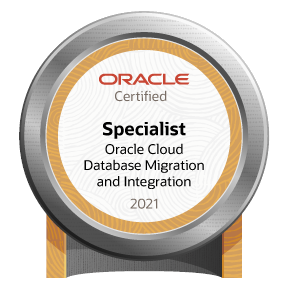 ORACLE
Certified
Specialist
Oracle Cloud
Database Migration
and Integration
2021